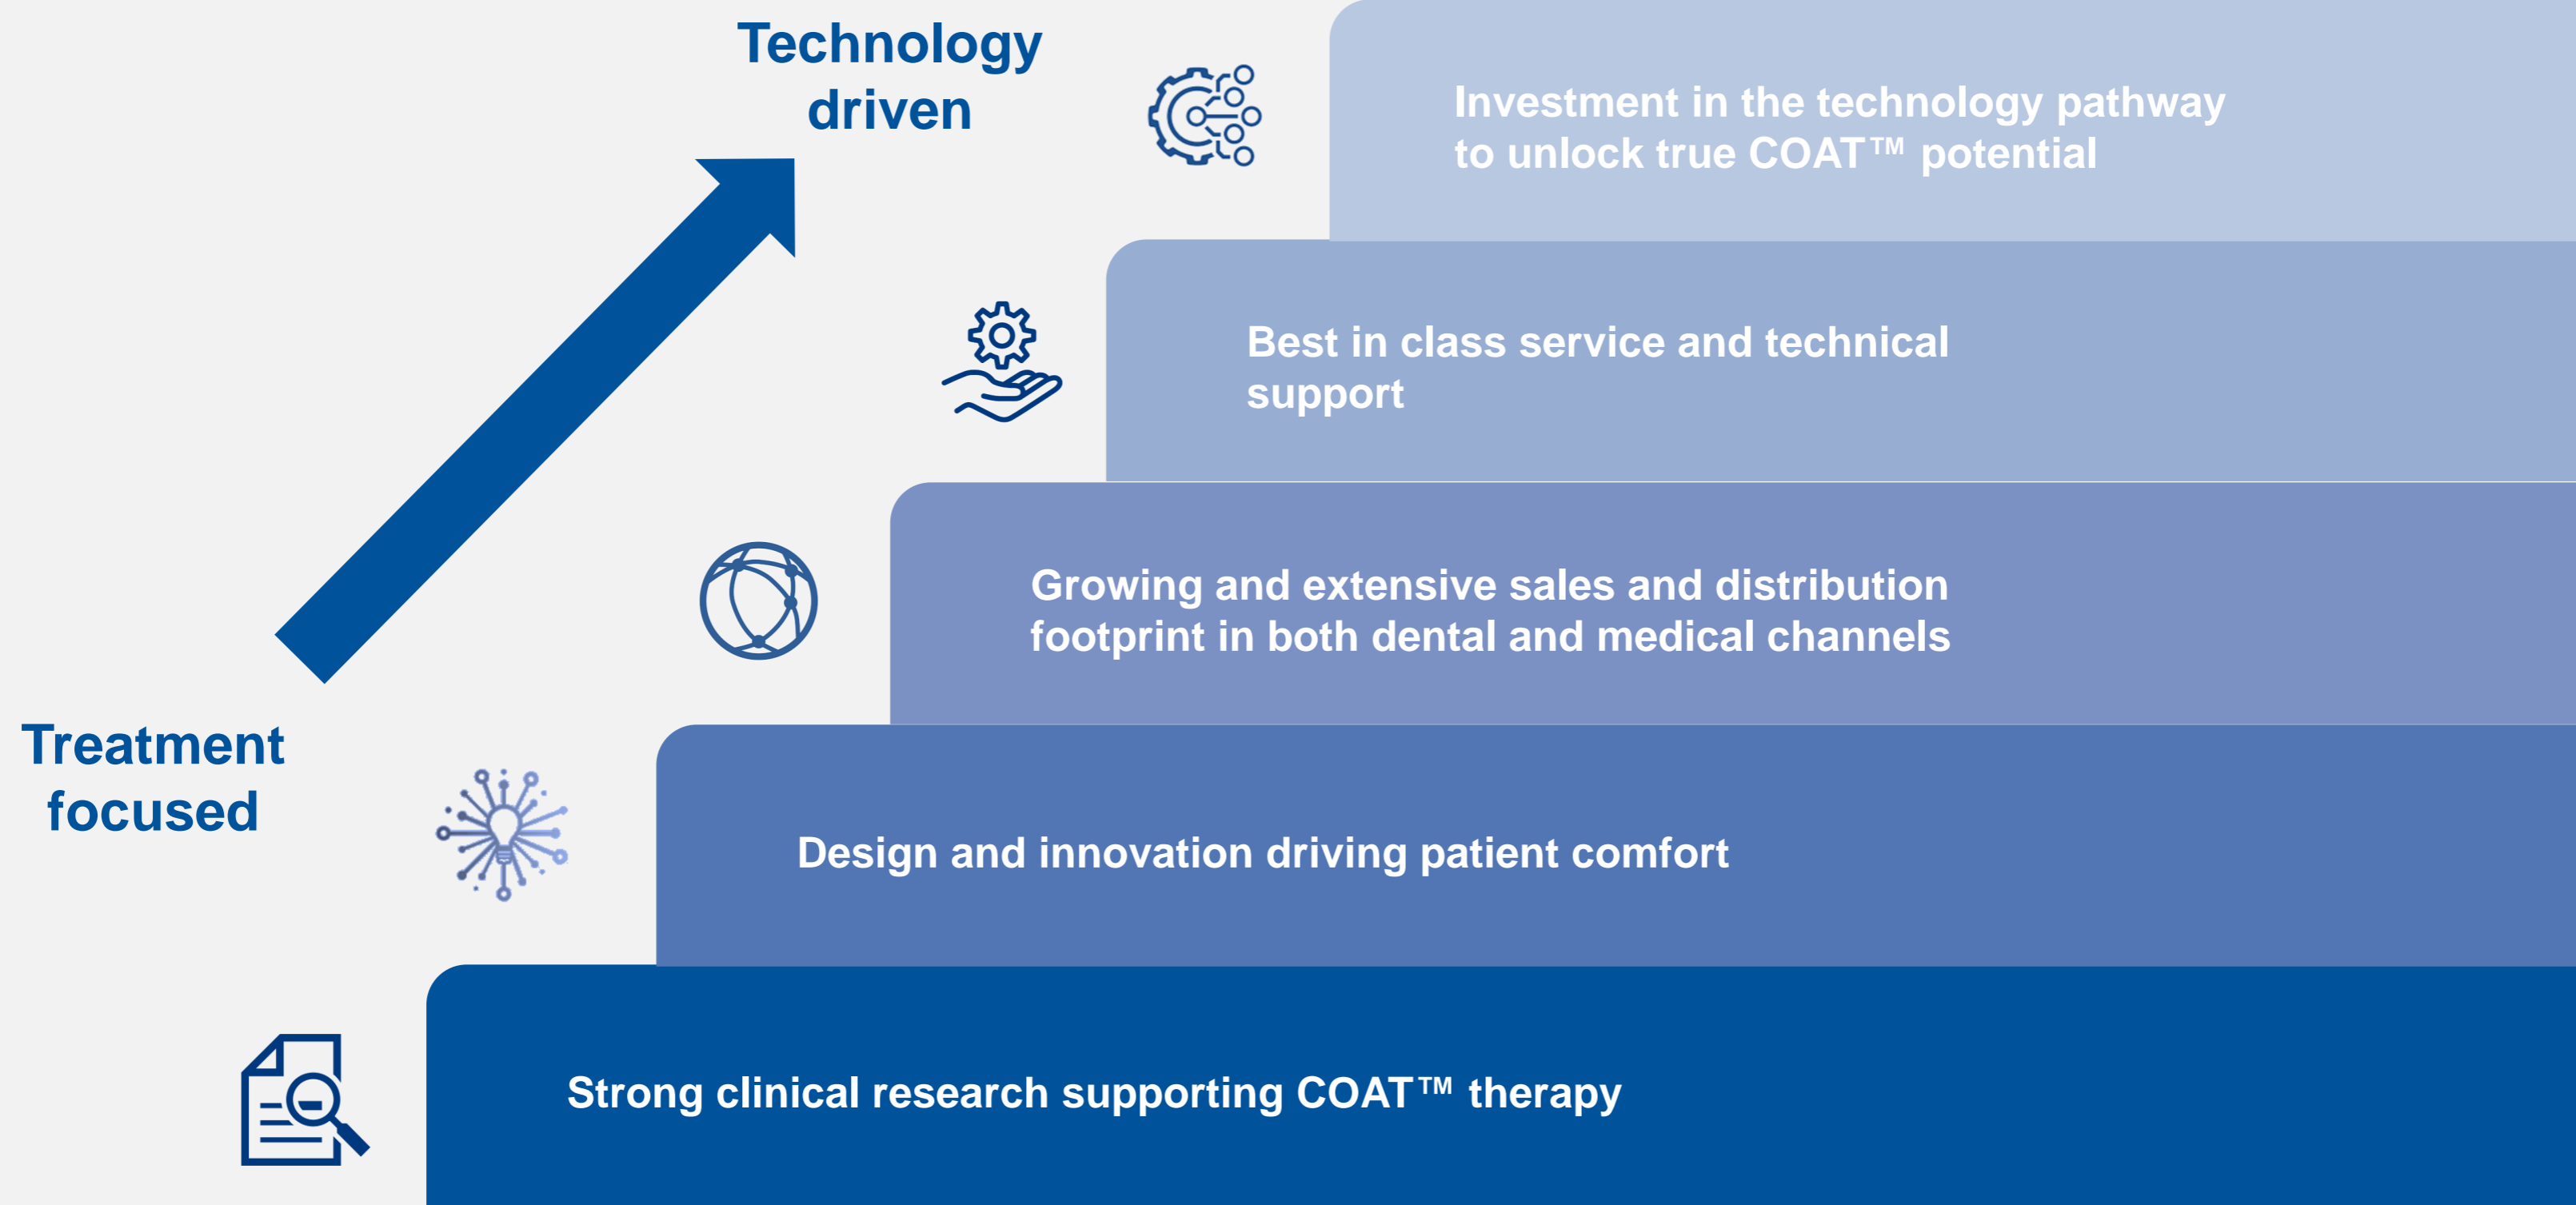 Technology
driven
Investment in the technology pathway
to unlock true COAT™ potential
Best in class service and technical
support
Growing and extensive sales and distribution
footprint in both dental and medical channels
Treatment
focused
Design and innovation driving patient comfort
Strong clinical research supporting COAT™ therapy